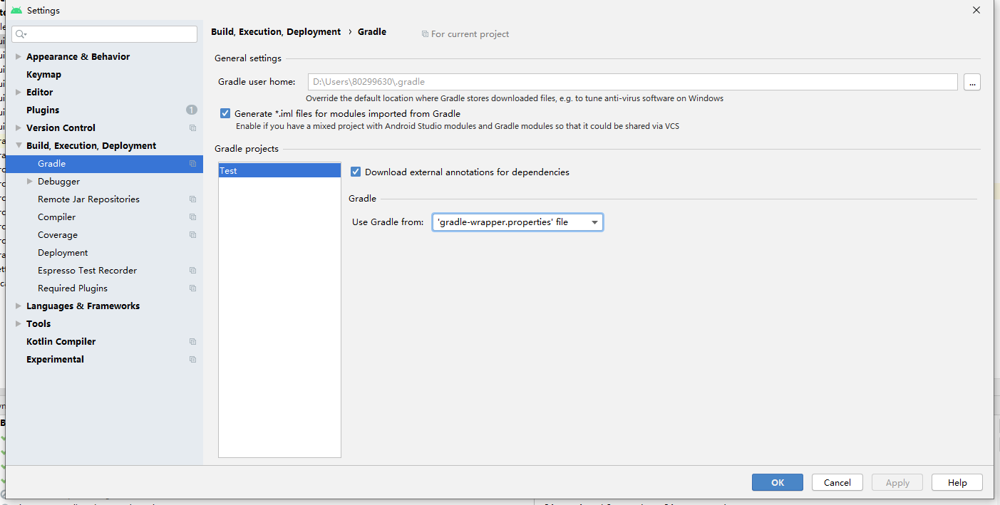 Settings
Build, Execution, Deployment › Gradle
For current project
Appearance & Behavior
Keymap
Editor
Plugins
1
Version Control
Build, Execution, Deployment
Gradle
Debugger
Remote Jar Repositories
Compiler
Coverage
Deployment
Espresso Test Recorder
Required Plugins
Languages & Frameworks
Tools
Kotlin Compiler
Experimental
General settings
Gradle user home:
D:\Users\80299630\.gradle
...
Override the default location where Gradle stores downloaded files, e.g. to tune anti-virus software on Windows
Generate *.iml files for modules imported from Gradle
Enable if you have a mixed project with Android Studio modules and Gradle modules so that it could be shared via VCS
Gradle projects
Test
Download external annotations for dependencies
Gradle
Use Gradle from:
'gradle-wrapper.properties' file
OK
Cancel
Apply
Help